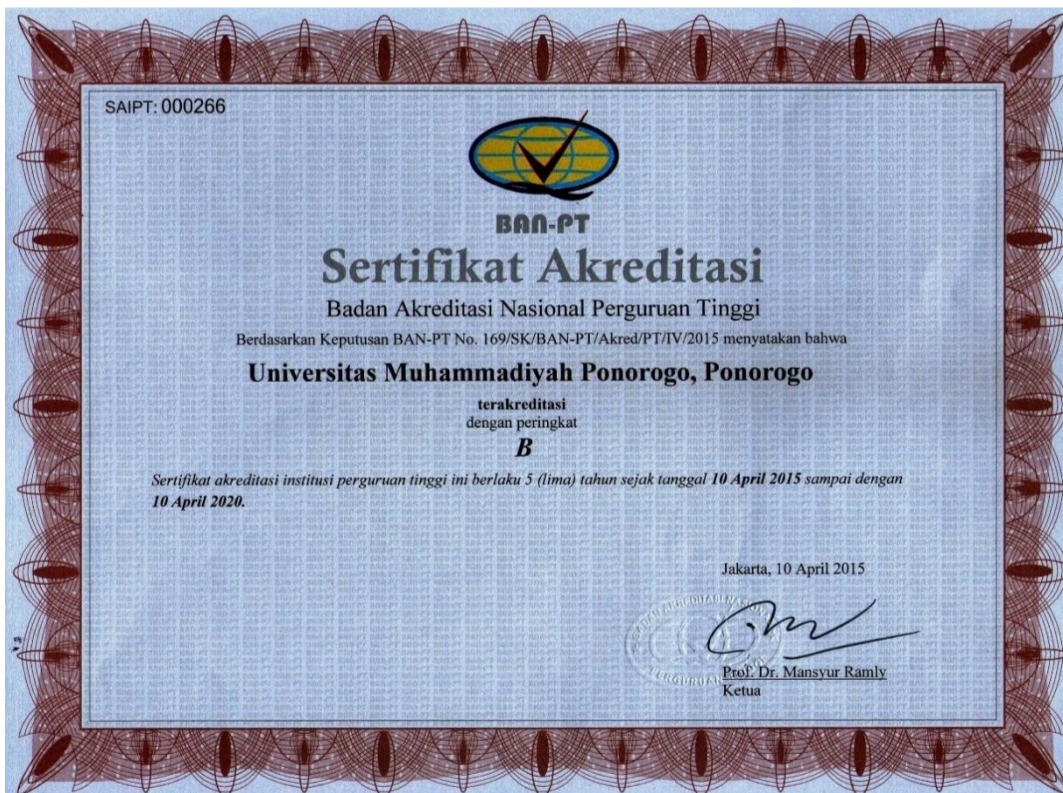 SAIPT: 000266
BAN-PT
Sertifikat Akreditasi
Badan Akreditasi Nasional Perguruan Tinggi
Berdasarkan Keputusan BAN-PT No. 169/SK/BAN-PT/Akred/PT/IV/2015 menyatakan bahwa
Universitas Muhammadiyah Ponorogo, Ponorogo
terakreditasi
dengan peringkat
B
Sertifikat akreditasi institusi perguruan tinggi ini berlaku 5 (lima) tahun sejak tanggal 10 April 2015 sampai dengan
10 April 2020.
Jakarta, 10 April 2015
Prof. Dr. Mansyur Ramly
Ketua